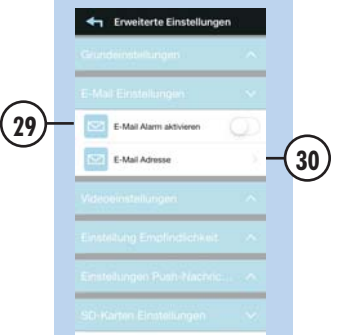 Erweiterte Einstellungen
Grundeinstellungen
E-Mail Einstellungen
29
E-Mail Alarm aktivieren
E-Mail Adresse
30
Videoeinstellungen
Einstellung Empfindlichkeit
Einstellungen Push-Nachric...
SD-Karten Einstellungen